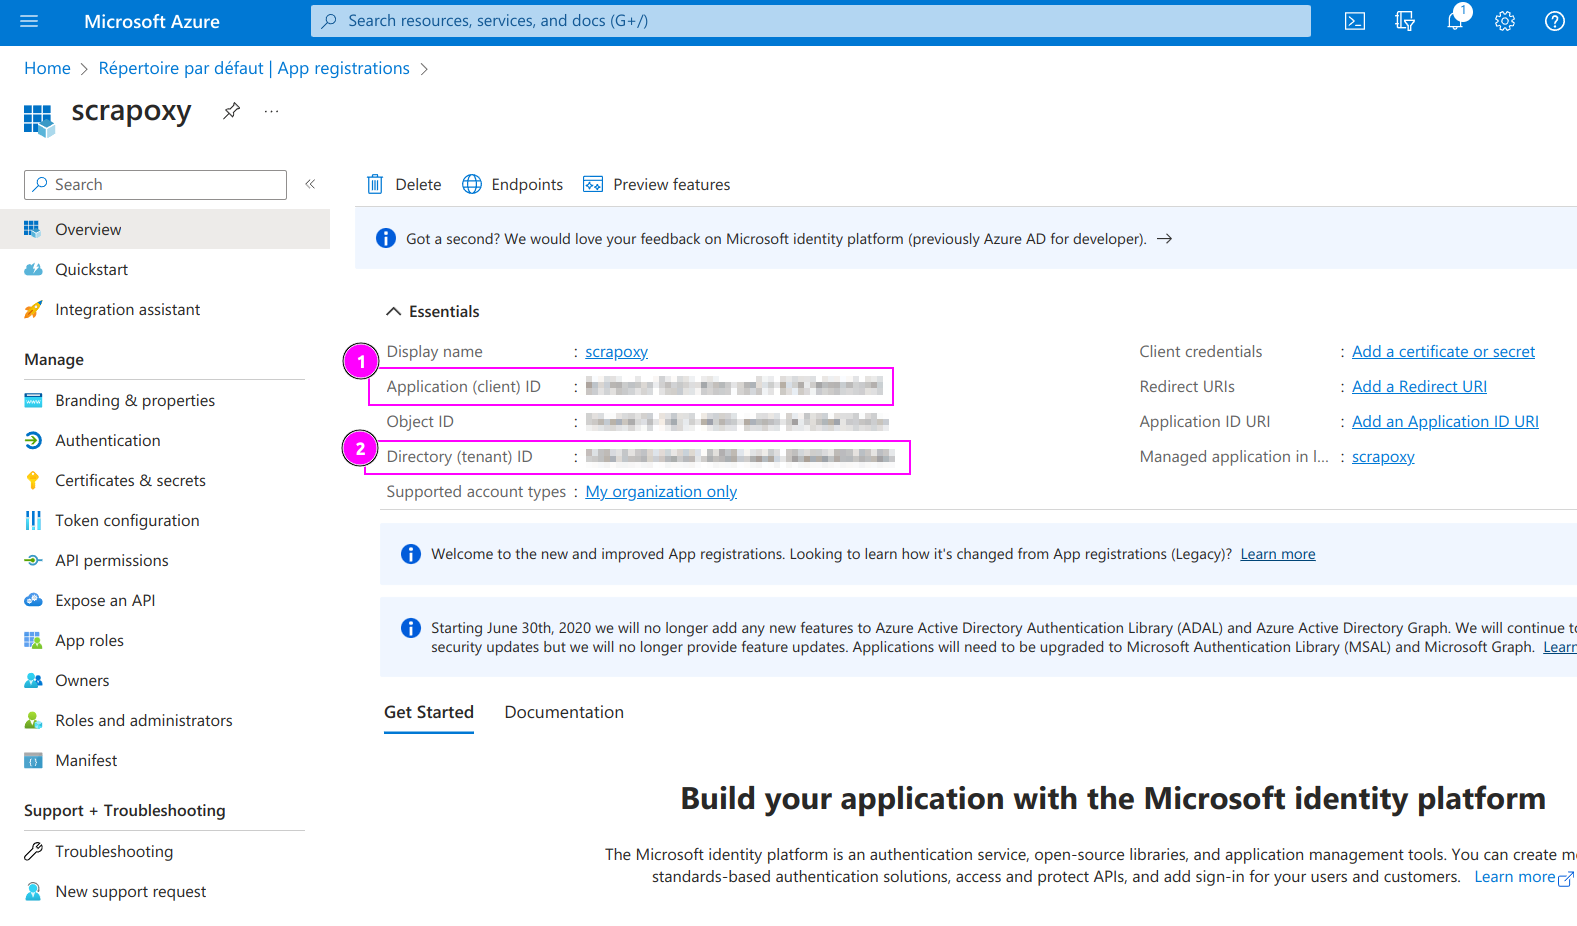 Microsoft Azure
Search resources, services, and docs (G+/)
1
Home > Répertoire par défaut | App registrations >
scrapoxy
...
Search
«
Delete
Endpoints
Preview features
Overview
Quickstart
Integration assistant
Manage
Branding & properties
Authentication
Certificates & secrets
Token configuration
API permissions
Expose an API
App roles
Owners
Roles and administrators
Manifest
Support + Troubleshooting
Troubleshooting
New support request
Got a second? We would love your feedback on Microsoft identity platform (previously Azure AD for developer). →
Essentials
Display name : scrapoxy
1
Application (client) ID :
Object ID :
2
Directory (tenant) ID :
Supported account types : My organization only
Client credentials : Add a certificate or secret
Redirect URIs : Add a Redirect URI
Application ID URI : Add an Application ID URI
Managed application in l... : scrapoxy
Welcome to the new and improved App registrations. Looking to learn how it's changed from App registrations (Legacy)? Learn more
Starting June 30th, 2020 we will no longer add any new features to Azure Active Directory Authentication Library (ADAL) and Azure Active Directory Graph. We will continue to
security updates but we will no longer provide feature updates. Applications will need to be upgraded to Microsoft Authentication Library (MSAL) and Microsoft Graph. Learn
Get Started
Documentation
Build your application with the Microsoft identity platform
The Microsoft identity platform is an authentication service, open-source libraries, and application management tools. You can create
standards-based authentication solutions, access and protect APIs, and add sign-in for your users and customers. Learn more